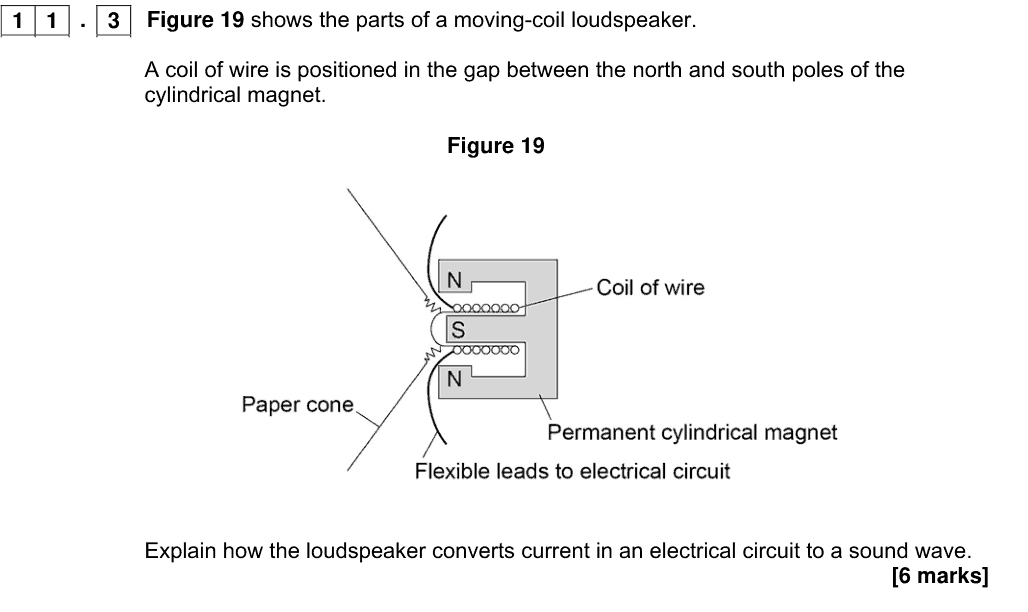 11.3 Figure 19 shows the parts of a moving-coil loudspeaker.
A coil of wire is positioned in the gap between the north and south poles of the
cylindrical magnet.
Figure 19
N
Coil of wire
S
N
Paper cone
Permanent cylindrical magnet
Flexible leads to electrical circuit
Explain how the loudspeaker converts current in an electrical circuit to a sound wave.
[6 marks]